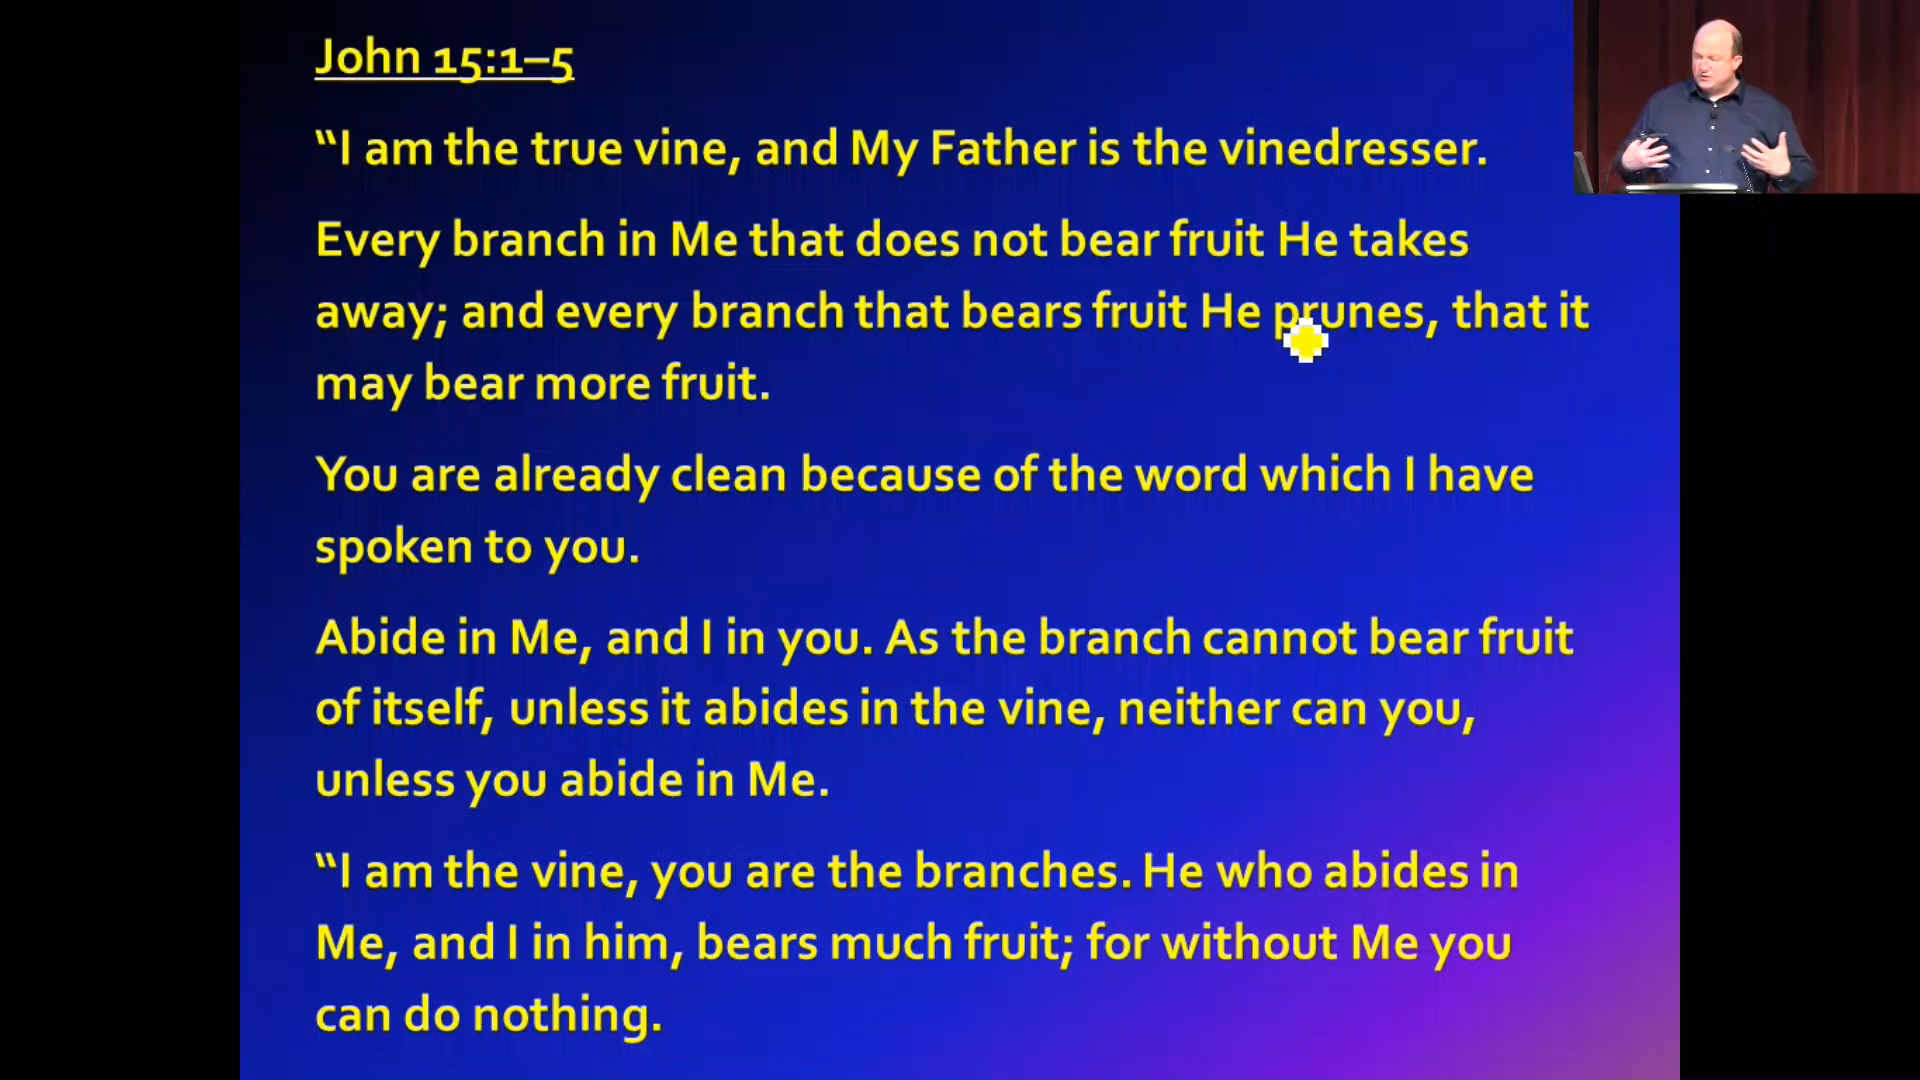 John 15:1–5
“I am the true vine, and My Father is the vinedresser.
Every branch in Me that does not bear fruit He takes
away; and every branch that bears fruit He prunes, that it
may bear more fruit.
You are already clean because of the word which I have
spoken to you.
Abide in Me, and I in you. As the branch cannot bear fruit
of itself, unless it abides in the vine, neither can you,
unless you abide in Me.
“I am the vine, you are the branches. He who abides in
Me, and I in him, bears much fruit; for without Me you
can do nothing.